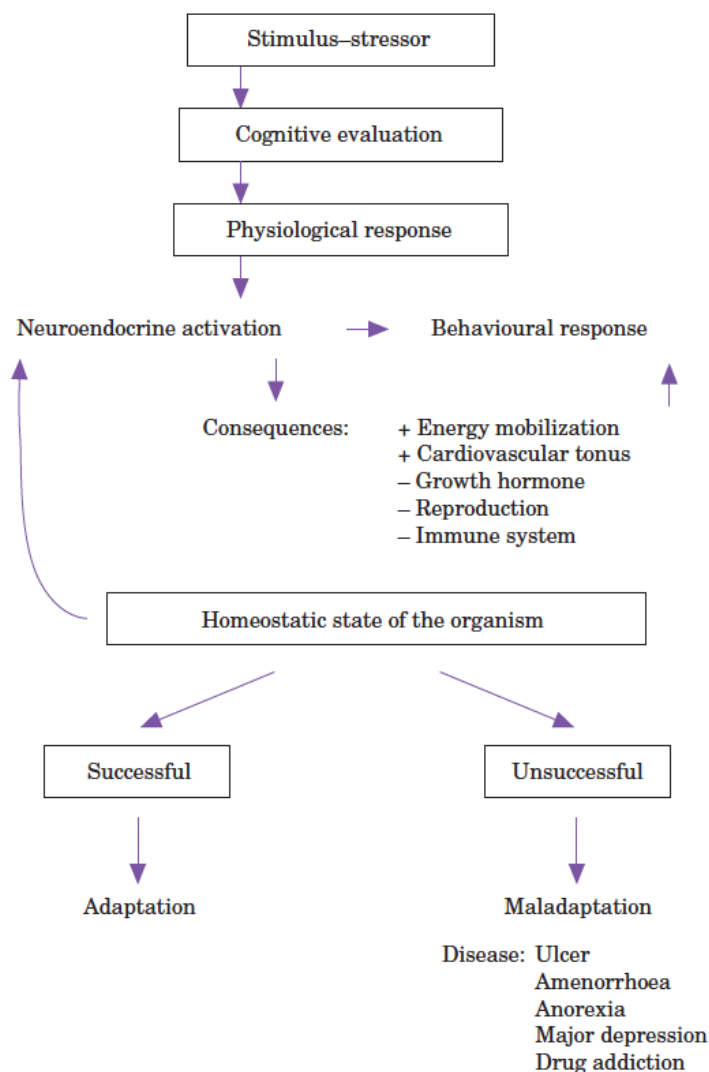 Stimulus–stressor
Cognitive evaluation
Physiological response
Neuroendocrine activation
Behavioural response
Consequences:
+ Energy mobilization
+ Cardiovascular tonus
– Growth hormone
– Reproduction
– Immune system
Homeostatic state of the organism
Successful
Unsuccessful
Adaptation
Maladaptation
Disease: Ulcer
Amenorrhoea
Anorexia
Major depression
Drug addiction